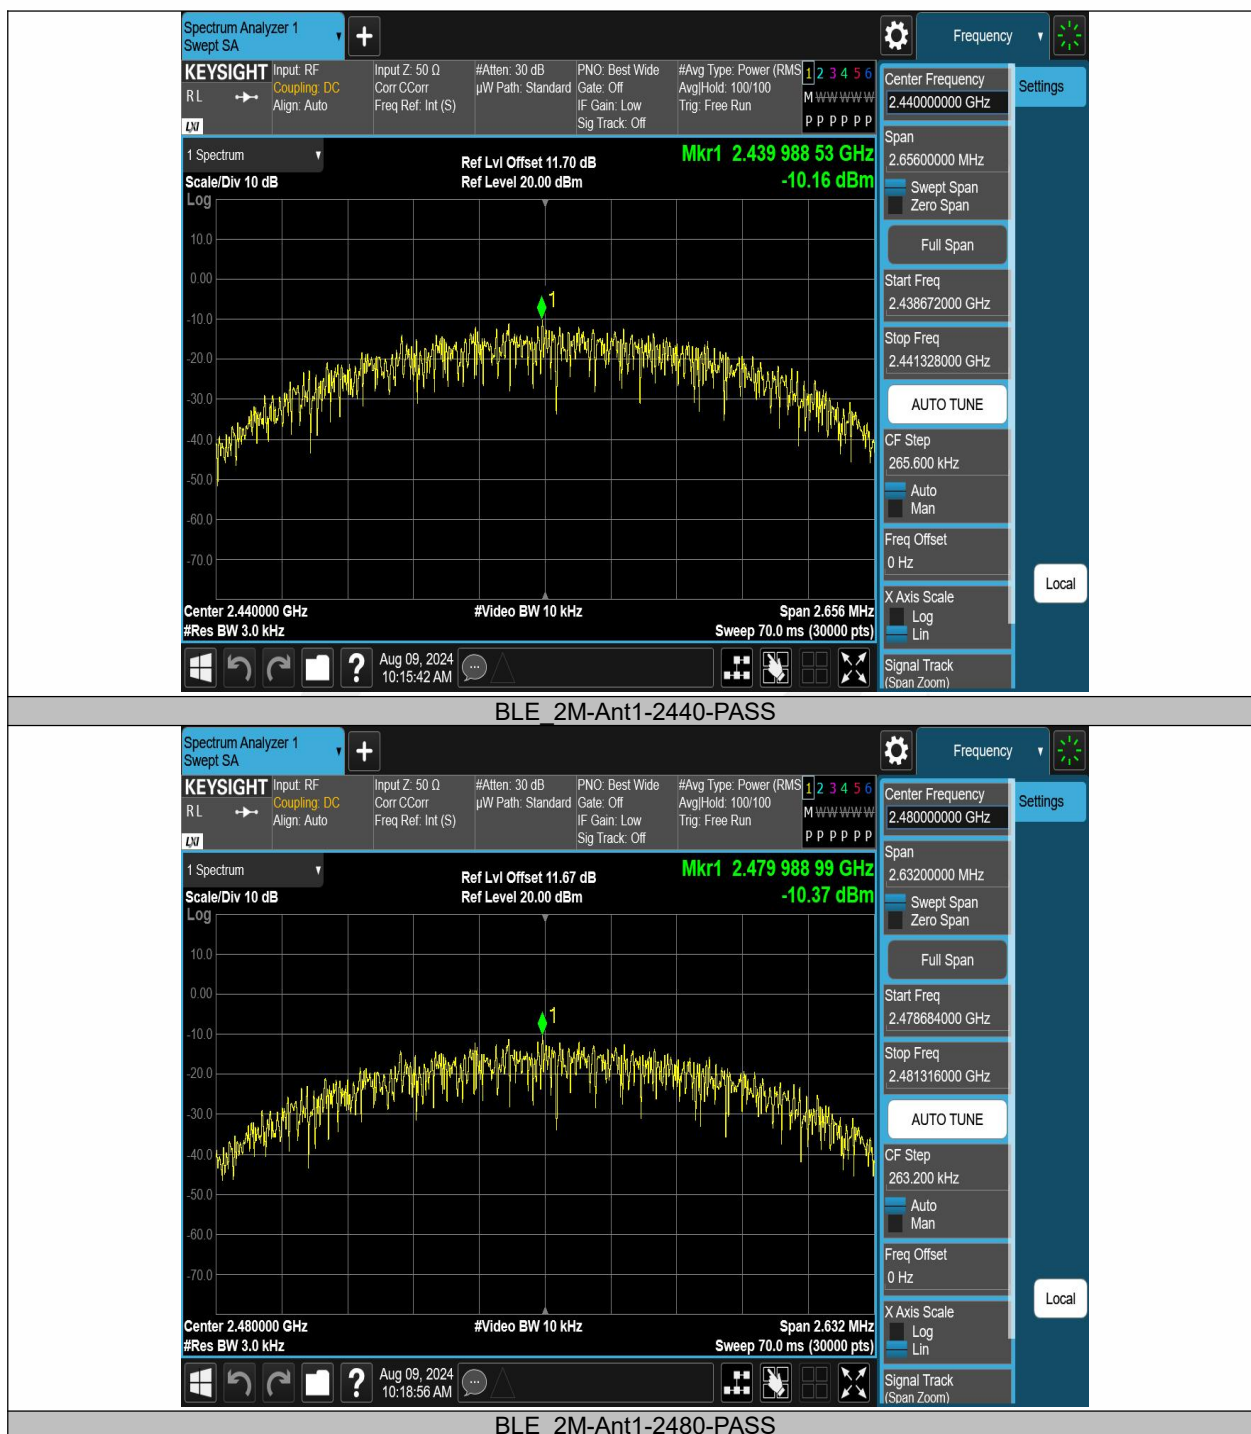 Spectrum Analyzer 1
Swept SA
Frequency
KEYSIGHT
RL
LXI
Input: RF
Coupling: DC
Align: Auto
Input Z: 50 Ω
Corr CCorr
Freq Ref: Int (S)
#Atten: 30 dB
µW Path: Standard
PNO: Best Wide
Gate: Off
IF Gain: Low
Sig Track: Off
#Avg Type: Power (RMS
Avg|Hold: 100/100
Trig: Free Run
1 2 3 4 5 6
M W W W W W
P P P P P P
Center Frequency
2.440000000 GHz
Settings
Span
2.65600000 MHz
Swept Span
Zero Span
Full Span
Start Freq
2.438672000 GHz
Stop Freq
2.441328000 GHz
AUTO TUNE
CF Step
265.600 kHz
Auto
Man
Freq Offset
0 Hz
X Axis Scale
Log
Lin
Signal Track
(Span Zoom)
Local
1 Spectrum
Scale/Div 10 dB
Log
Ref Lvl Offset 11.70 dB
Ref Level 20.00 dBm
Mkr1 2.439 988 53 GHz
-10.16 dBm
10.0
0.00
-10.0
-20.0
-30.0
-40.0
-50.0
-60.0
-70.0
1
Center 2.440000 GHz
#Res BW 3.0 kHz
#Video BW 10 kHz
Span 2.656 MHz
Sweep 70.0 ms (30000 pts)
?
Aug 09, 2024
10:15:42 AM
BLE_2M-Ant1-2440-PASS
Spectrum Analyzer 1
Swept SA
Frequency
KEYSIGHT
RL
LXI
Input: RF
Coupling: DC
Align: Auto
Input Z: 50 Ω
Corr CCorr
Freq Ref: Int (S)
#Atten: 30 dB
µW Path: Standard
PNO: Best Wide
Gate: Off
IF Gain: Low
Sig Track: Off
#Avg Type: Power (RMS
Avg|Hold: 100/100
Trig: Free Run
1 2 3 4 5 6
M W W W W W
P P P P P P
Center Frequency
2.480000000 GHz
Settings
Span
2.63200000 MHz
Swept Span
Zero Span
Full Span
Start Freq
2.478684000 GHz
Stop Freq
2.481316000 GHz
AUTO TUNE
CF Step
263.200 kHz
Auto
Man
Freq Offset
0 Hz
X Axis Scale
Log
Lin
Signal Track
(Span Zoom)
Local
1 Spectrum
Scale/Div 10 dB
Log
Ref Lvl Offset 11.67 dB
Ref Level 20.00 dBm
Mkr1 2.479 988 99 GHz
-10.37 dBm
10.0
0.00
-10.0
-20.0
-30.0
-40.0
-50.0
-60.0
-70.0
1
Center 2.480000 GHz
#Res BW 3.0 kHz
#Video BW 10 kHz
Span 2.632 MHz
Sweep 70.0 ms (30000 pts)
?
Aug 09, 2024
10:18:56 AM
BLE_2M-Ant1-2480-PASS